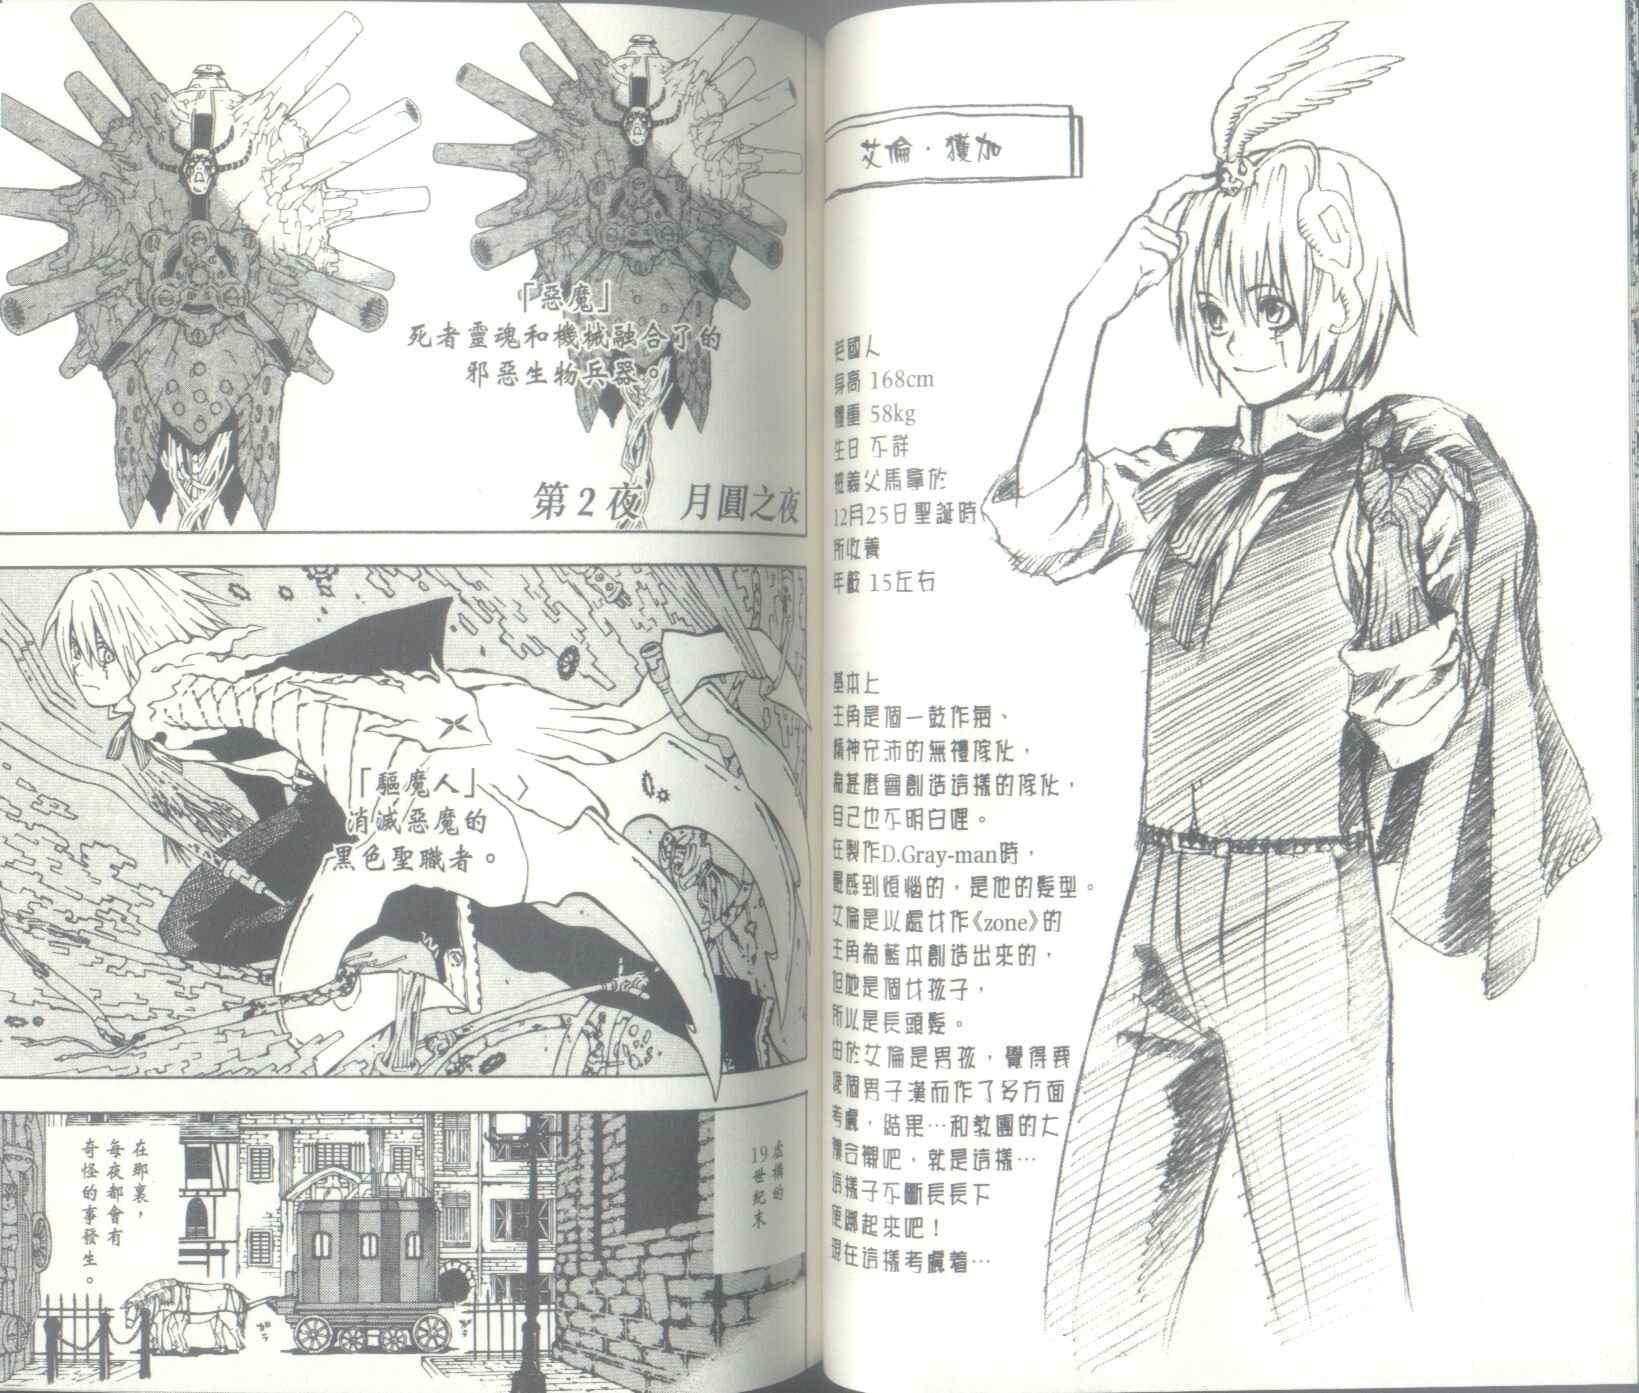 艾倫・獲加
英國人
身高 168cm
體重 58kg
生日 不詳
被義父馬拿於
12月25日聖誕時,
所收養
年齡 15左右
基本上
主角是個一鼓作氣、
精神充沛的無禮傢伙，
為甚麼會創造這樣的傢伙，
自己也不明白哩。
在製作D.Gray-man時，
最感到煩惱的，是他的髮型。
艾倫是以處女作《zone》的
主角為藍本創造出來的，
但她是個女孩子，
所以是長頭髮。
由於艾倫是男孩，覺得要
像個男子漢而作了多方面
考慮，結果…和教團的大
褸合襯吧，就是這樣…
這樣子不斷長長下
便綁起來吧！
現在這樣考慮着…
「惡魔」
死者靈魂和機械融合了的
邪惡生物兵器。
第2夜 月圓之夜
「驅魔人」
消滅惡魔的
黑色聖職者。
虛構的
19世紀末
在那裏，
每夜都會有
奇怪的事發生。